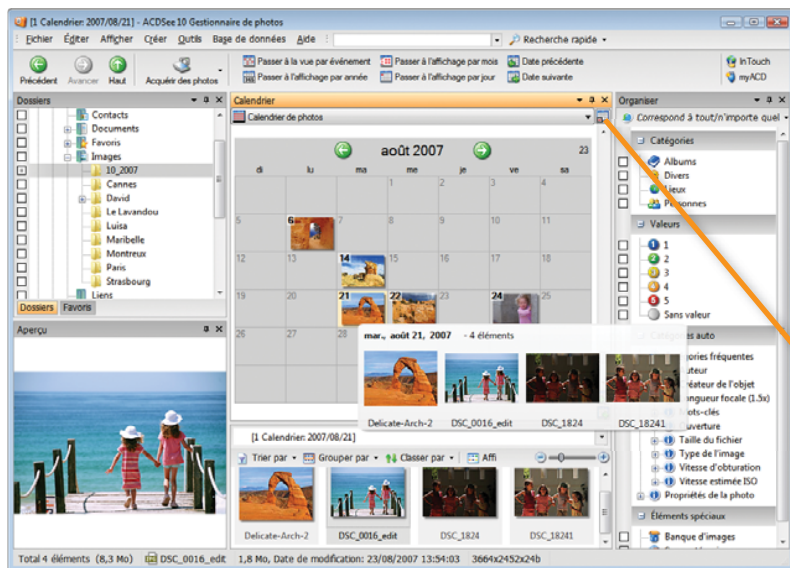 [1 Calendrier: 2007/08/21] - ACDSee 10 Gestionnaire de photos
Fichier Éditer Afficher Créer Outils Base de données Aide Recherche rapide
Précédent Avancer Haut Acquérir des photos
Passer à la vue par événement Passer à l'affichage par mois Date précédente
Passer à l'affichage par année Passer à l'affichage par jour Date suivante
InTouch
myACD
Dossiers
Contacts
Documents
Favoris
Images
10_2007
Cannes
David
Le Lavandou
Luisa
Maribelle
Montreux
Paris
Strasbourg
Liens
Dossiers Favoris
Aperçu
Calendrier
Calendrier de photos
août 2007 23
di lu ma me je ve sa
1 2 3 4
5 6 7 8 9 10 11
12 13 14 15 16 17 18
19 20 21 22 23 24 25
26 27 28
mar., août 21, 2007 - 4 éléments
Delicate-Arch-2 DSC_0016_edit DSC_1824 DSC_18241
[1 Calendrier: 2007/08/21]
Trier par Grouper par Classer par Affi
Delicate-Arch-2 DSC_0016_edit DSC_1824 DSC_18241
Organiser
Correspond à tout/n'importe quel
Catégories
Albums
Divers
Lieux
Personnes
Valeurs
1
2
3
4
5
Sans valeur
auto
gories fréquentes
uteur
réateur de l'objet
ongueur focale (1.5x)
Mots-clés
uverture
Taille du fichier
Type de l'image
Vitesse d'obturation
Vitesse estimée ISO
Propriétés de la photo
Éléments spéciaux
Banque d'images
Total 4 éléments (8,3 Mo) DSC_0016_edit 1,8 Mo, Date de modification: 23/08/2007 13:54:03 3664x2452x24b